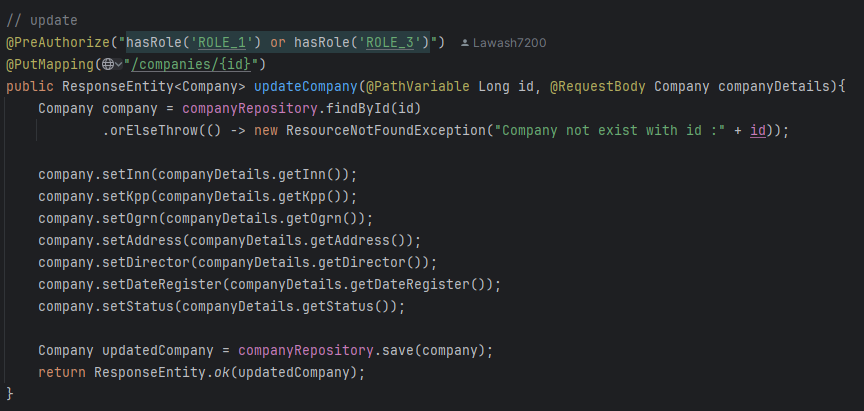 // update
@PreAuthorize("hasRole('ROLE_1') or hasRole('ROLE_3')") Lawash7200
@PutMapping("/companies/{id}")
public ResponseEntity<Company> updateCompany(@PathVariable Long id, @RequestBody Company companyDetails){
    Company company = companyRepository.findById(id)
            .orElseThrow(() -> new ResourceNotFoundException("Company not exist with id :" + id));

    company.setInn(companyDetails.getInn());
    company.setKpp(companyDetails.getKpp());
    company.setOgrn(companyDetails.getOgrn());
    company.setAddress(companyDetails.getAddress());
    company.setDirector(companyDetails.getDirector());
    company.setDateRegister(companyDetails.getDateRegister());
    company.setStatus(companyDetails.getStatus());

    Company updatedCompany = companyRepository.save(company);
    return ResponseEntity.ok(updatedCompany);
}